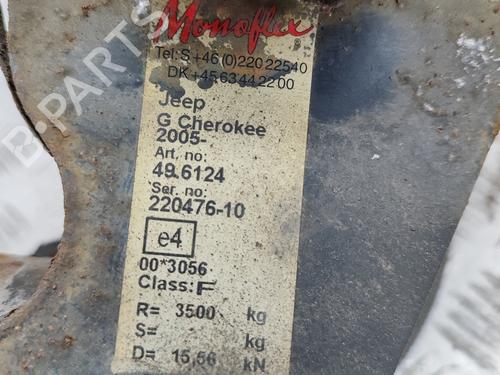 Monoflex
Tel: S +46 (0)220 22540
DK +45 63 44 22 00
Jeep
G Cherokee
2005-
Art. no:
49.6124
Ser. no:
220476-10
e4
00*3056
Class: F
R= 3500 kg
S= kg
D= 15,56 kN